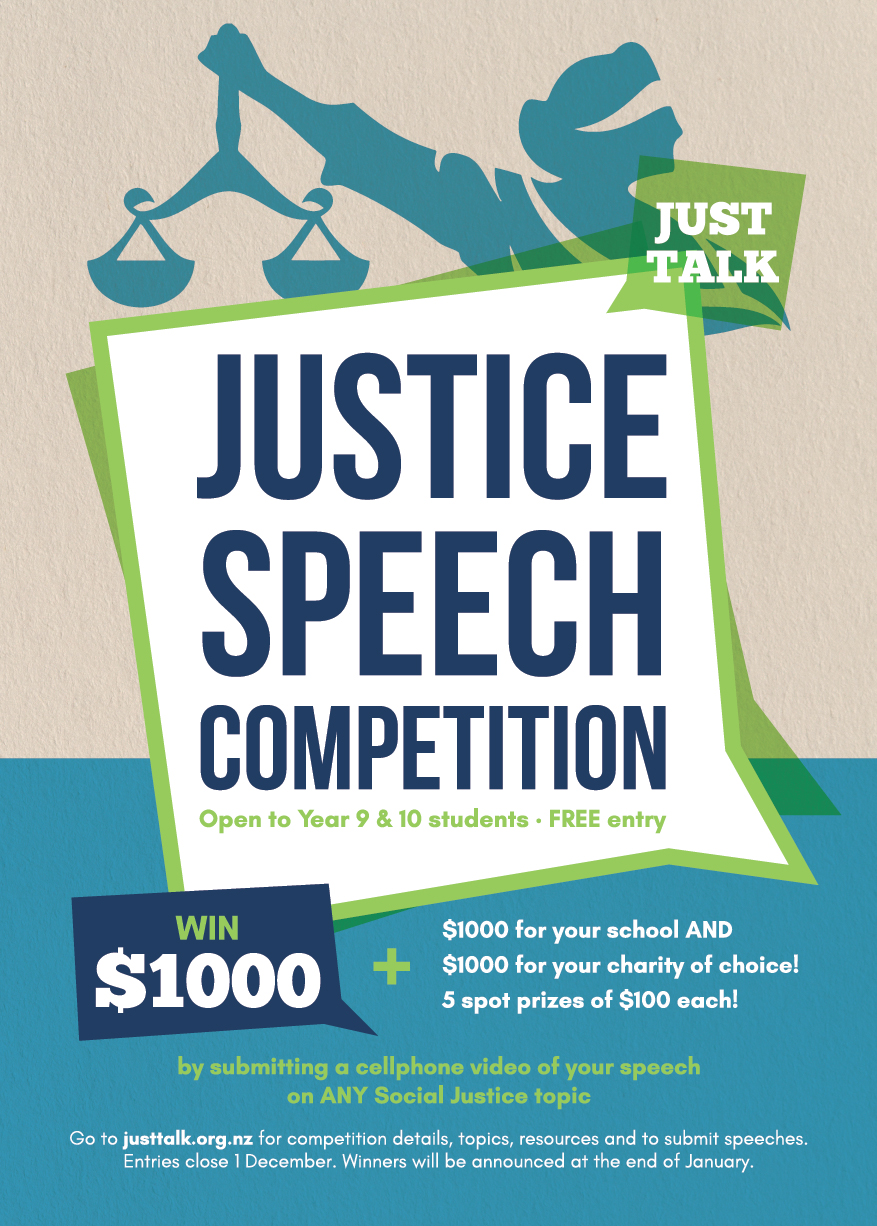 JUST
TALK
JUSTICE
SPEECH
COMPETITION
Open to Year 9 & 10 students · FREE entry
WIN
$1000
+
$1000 for your school AND
$1000 for your charity of choice!
5 spot prizes of $100 each!
by submitting a cellphone video of your speech
on ANY Social Justice topic
Go to justtalk.org.nz for competition details, topics, resources and to submit speeches.
Entries close 1 December. Winners will be announced at the end of January.